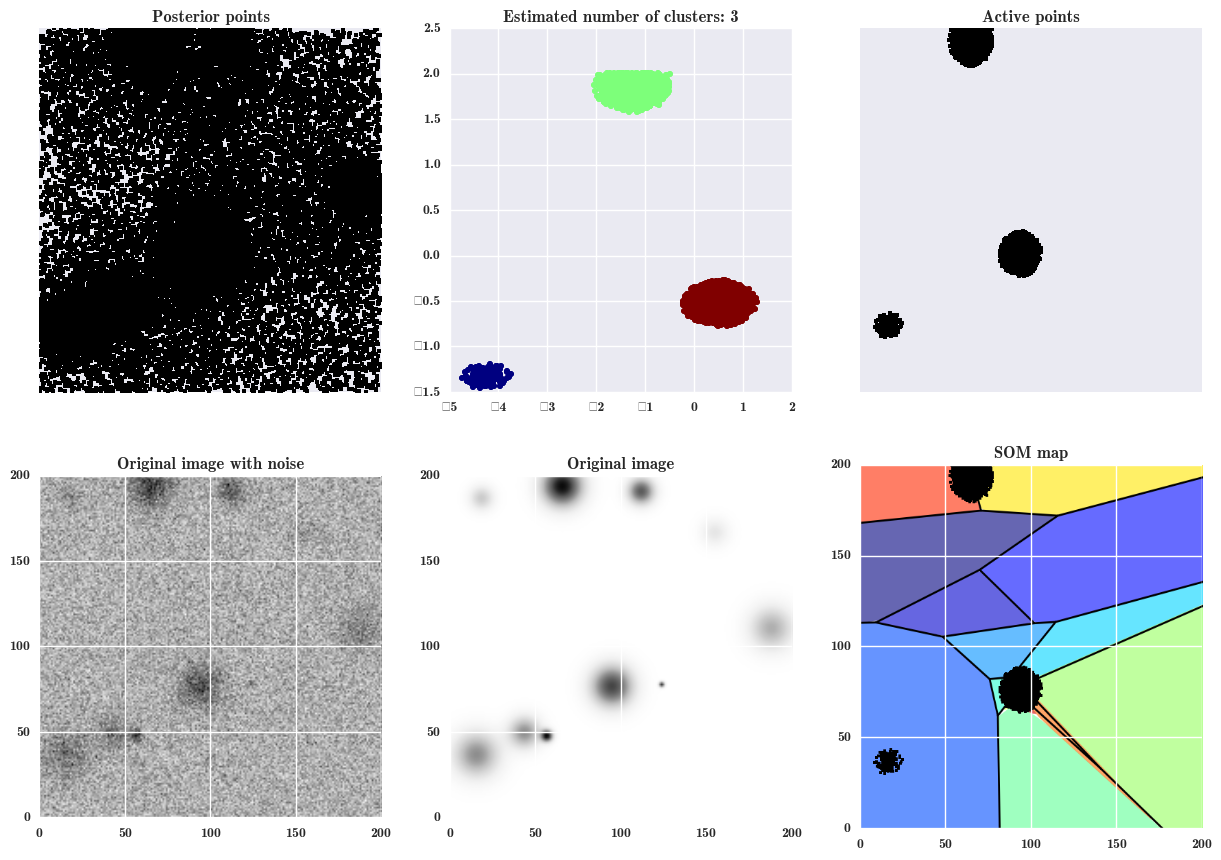 Posterior points
Estimated number of clusters: 3
Active points
2.5
2.0
1.5
1.0
0.5
0.0
□0.5
□1.0
□1.5
□5 □4 □3 □2 □1 0 1 2
Original image with noise
Original image
SOM map
200
150
100
50
0
0 50 100 150 200
200
150
100
50
0
0 50 100 150 200
200
150
100
50
0
0 50 100 150 200